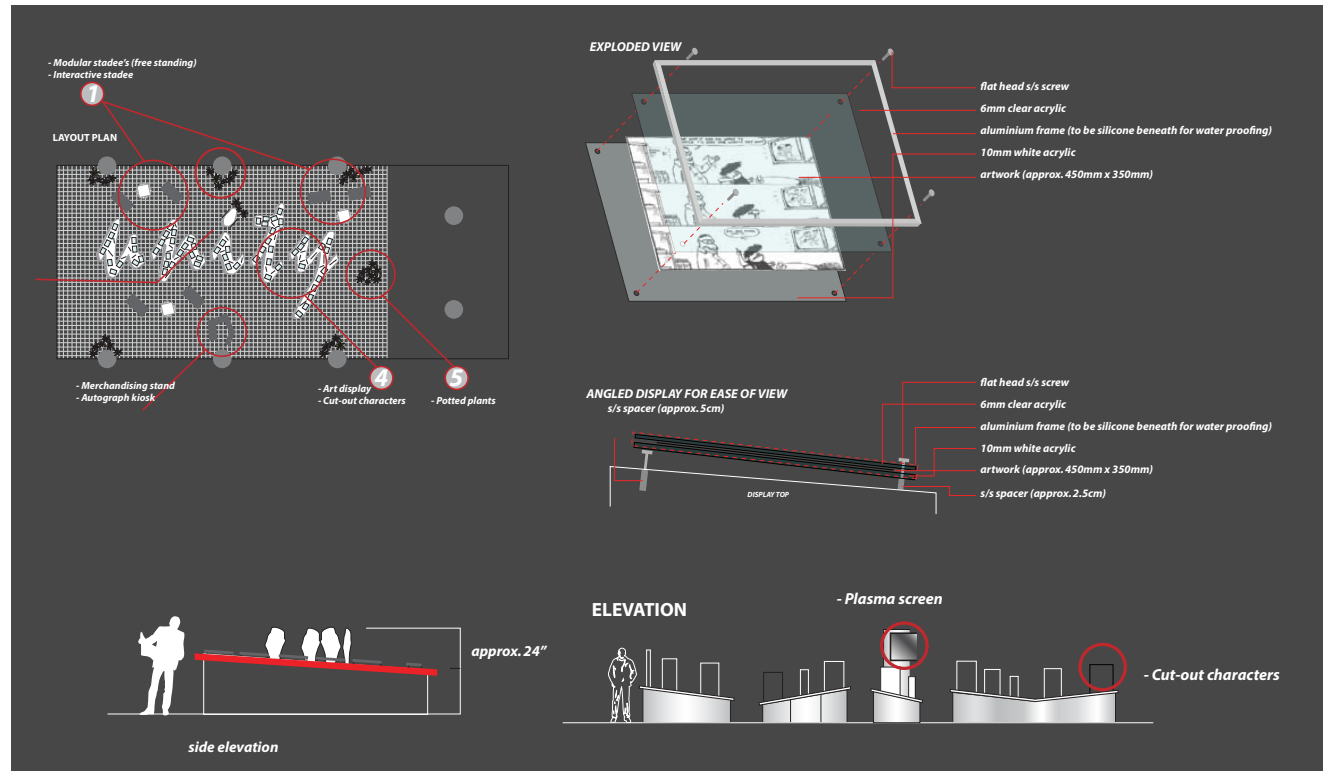 - Modular stadee's (free standing)
- Interactive stadee
1
LAYOUT PLAN
- Merchandising stand
- Autograph kiosk
4
- Art display
- Cut-out characters
5
- Potted plants
EXPLODED VIEW
flat head s/s screw
6mm clear acrylic
aluminium frame (to be silicone beneath for water proofing)
10mm white acrylic
artwork (approx. 450mm x 350mm)
ANGLED DISPLAY FOR EASE OF VIEW
s/s spacer (approx. 5cm)
flat head s/s screw
6mm clear acrylic
aluminium frame (to be silicone beneath for water proofing)
10mm white acrylic
artwork (approx. 450mm x 350mm)
s/s spacer (approx. 2.5cm)
DISPLAY TOP
approx. 24"
side elevation
ELEVATION
- Plasma screen
- Cut-out characters